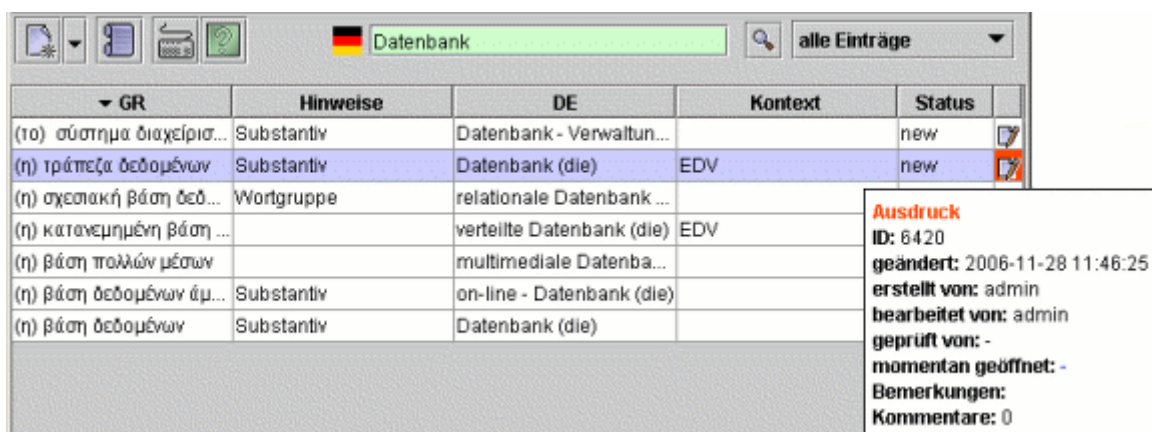 Datenbank alle Einträge
GR Hinweise DE Kontext Status
(το) σύστημα διαχείρισ... Substantiv Datenbank - Verwaltun... new
(η) τράπεζα δεδομένων Substantiv Datenbank (die) EDV new
(η) σχεσιακή βάση δεδ... Wortgruppe relationale Datenbank ...
(η) κατανεμημένη βάση ... verteilte Datenbank (die) EDV
(η) βάση πολλών μέσων multimediale Datenba...
(η) βάση δεδομένων άμ... Substantiv on-line - Datenbank (die)
(η) βάση δεδομένων Substantiv Datenbank (die)
Ausdruck
ID: 6420
geändert: 2006-11-28 11:46:25
erstellt von: admin
bearbeitet von: admin
geprüft von: -
momentan geöffnet: -
Bemerkungen:
Kommentare: 0